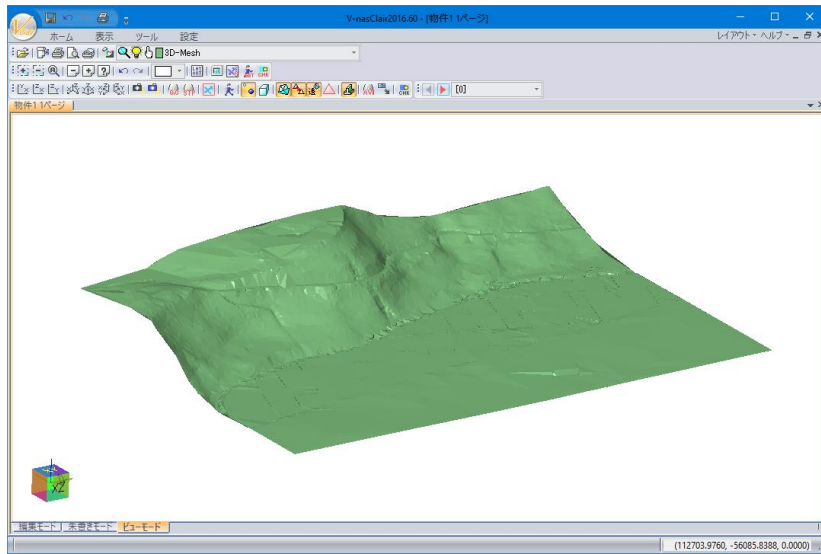 V-nasClair2016.60 - [物件1 1ページ]
ホーム 表示 ツール 設定 レイアウト ヘルプ
3D-Mesh
[0]
物件1 1ページ
XZ
編集モード 朱書きモード ビューモード
(112703.9760, -56085.8388, 0.0000)